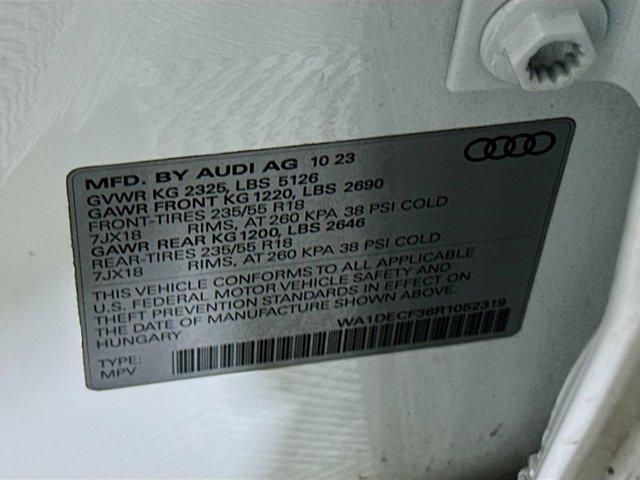 MFD. BY AUDI AG 10 23
GVWR KG 2325, LBS 5126
GAWR FRONT KG 1220, LBS 2690
FRONT-TIRES 235/55 R18
7JX18 RIMS, AT 260 KPA 38 PSI COLD
GAWR REAR KG 1200, LBS 2646
REAR-TIRES 235/55 R18
7JX18 RIMS, AT 260 KPA 38 PSI COLD
THIS VEHICLE CONFORMS TO ALL APPLICABLE
U.S. FEDERAL MOTOR VEHICLE SAFETY AND
THEFT PREVENTION STANDARDS IN EFFECT ON
THE DATE OF MANUFACTURE SHOWN ABOVE.
HUNGARY WA1DECF36R1052319
TYPE:
MPV